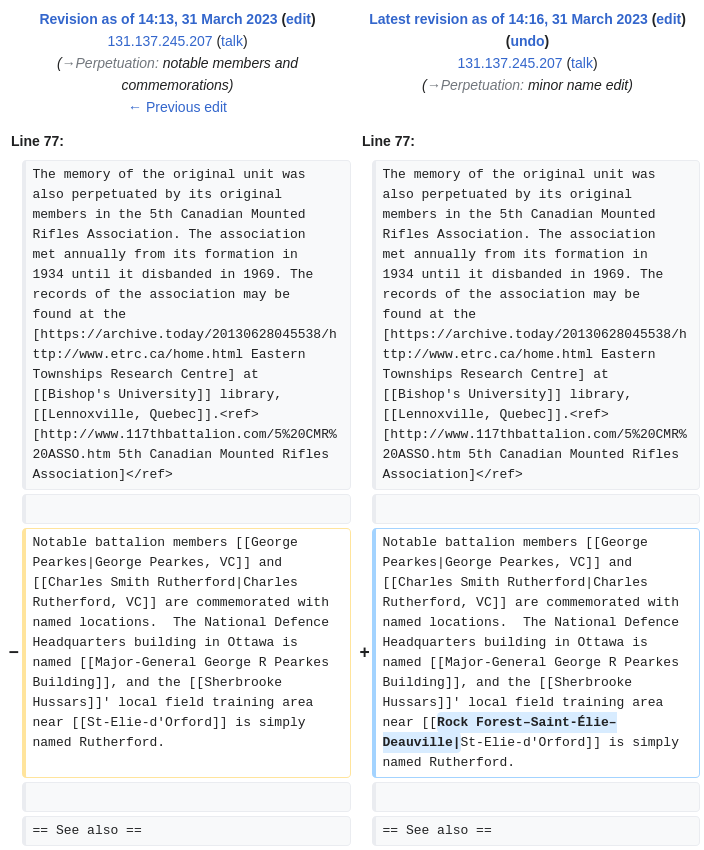 Revision as of 14:13, 31 March 2023 (edit)
131.137.245.207 (talk)
(→Perpetuation: notable members and
commemorations)
← Previous edit
Latest revision as of 14:16, 31 March 2023 (edit)
(undo)
131.137.245.207 (talk)
(→Perpetuation: minor name edit)
Line 77:
The memory of the original unit was
also perpetuated by its original
members in the 5th Canadian Mounted
Rifles Association. The association
met annually from its formation in
1934 until it disbanded in 1969. The
records of the association may be
found at the
[https://archive.today/20130628045538/h
ttp://www.etrc.ca/home.html Eastern
Townships Research Centre] at
[[Bishop's University]] library,
[[Lennoxville, Quebec]].<ref>
[http://www.117thbattalion.com/5%20CMR%
20ASSO.htm 5th Canadian Mounted Rifles
Association]</ref>
−
Notable battalion members [[George
Pearkes|George Pearkes, VC]] and
[[Charles Smith Rutherford|Charles
Rutherford, VC]] are commemorated with
named locations.  The National Defence
Headquarters building in Ottawa is
named [[Major-General George R Pearkes
Building]], and the [[Sherbrooke
Hussars]]' local field training area
near [[St-Elie-d'Orford]] is simply
named Rutherford.
== See also ==
Line 77:
The memory of the original unit was
also perpetuated by its original
members in the 5th Canadian Mounted
Rifles Association. The association
met annually from its formation in
1934 until it disbanded in 1969. The
records of the association may be
found at the
[https://archive.today/20130628045538/h
ttp://www.etrc.ca/home.html Eastern
Townships Research Centre] at
[[Bishop's University]] library,
[[Lennoxville, Quebec]].<ref>
[http://www.117thbattalion.com/5%20CMR%
20ASSO.htm 5th Canadian Mounted Rifles
Association]</ref>
+
Notable battalion members [[George
Pearkes|George Pearkes, VC]] and
[[Charles Smith Rutherford|Charles
Rutherford, VC]] are commemorated with
named locations.  The National Defence
Headquarters building in Ottawa is
named [[Major-General George R Pearkes
Building]], and the [[Sherbrooke
Hussars]]' local field training area
near [[Rock Forest–Saint-Élie–
Deauville|St-Elie-d'Orford]] is simply
named Rutherford.
== See also ==